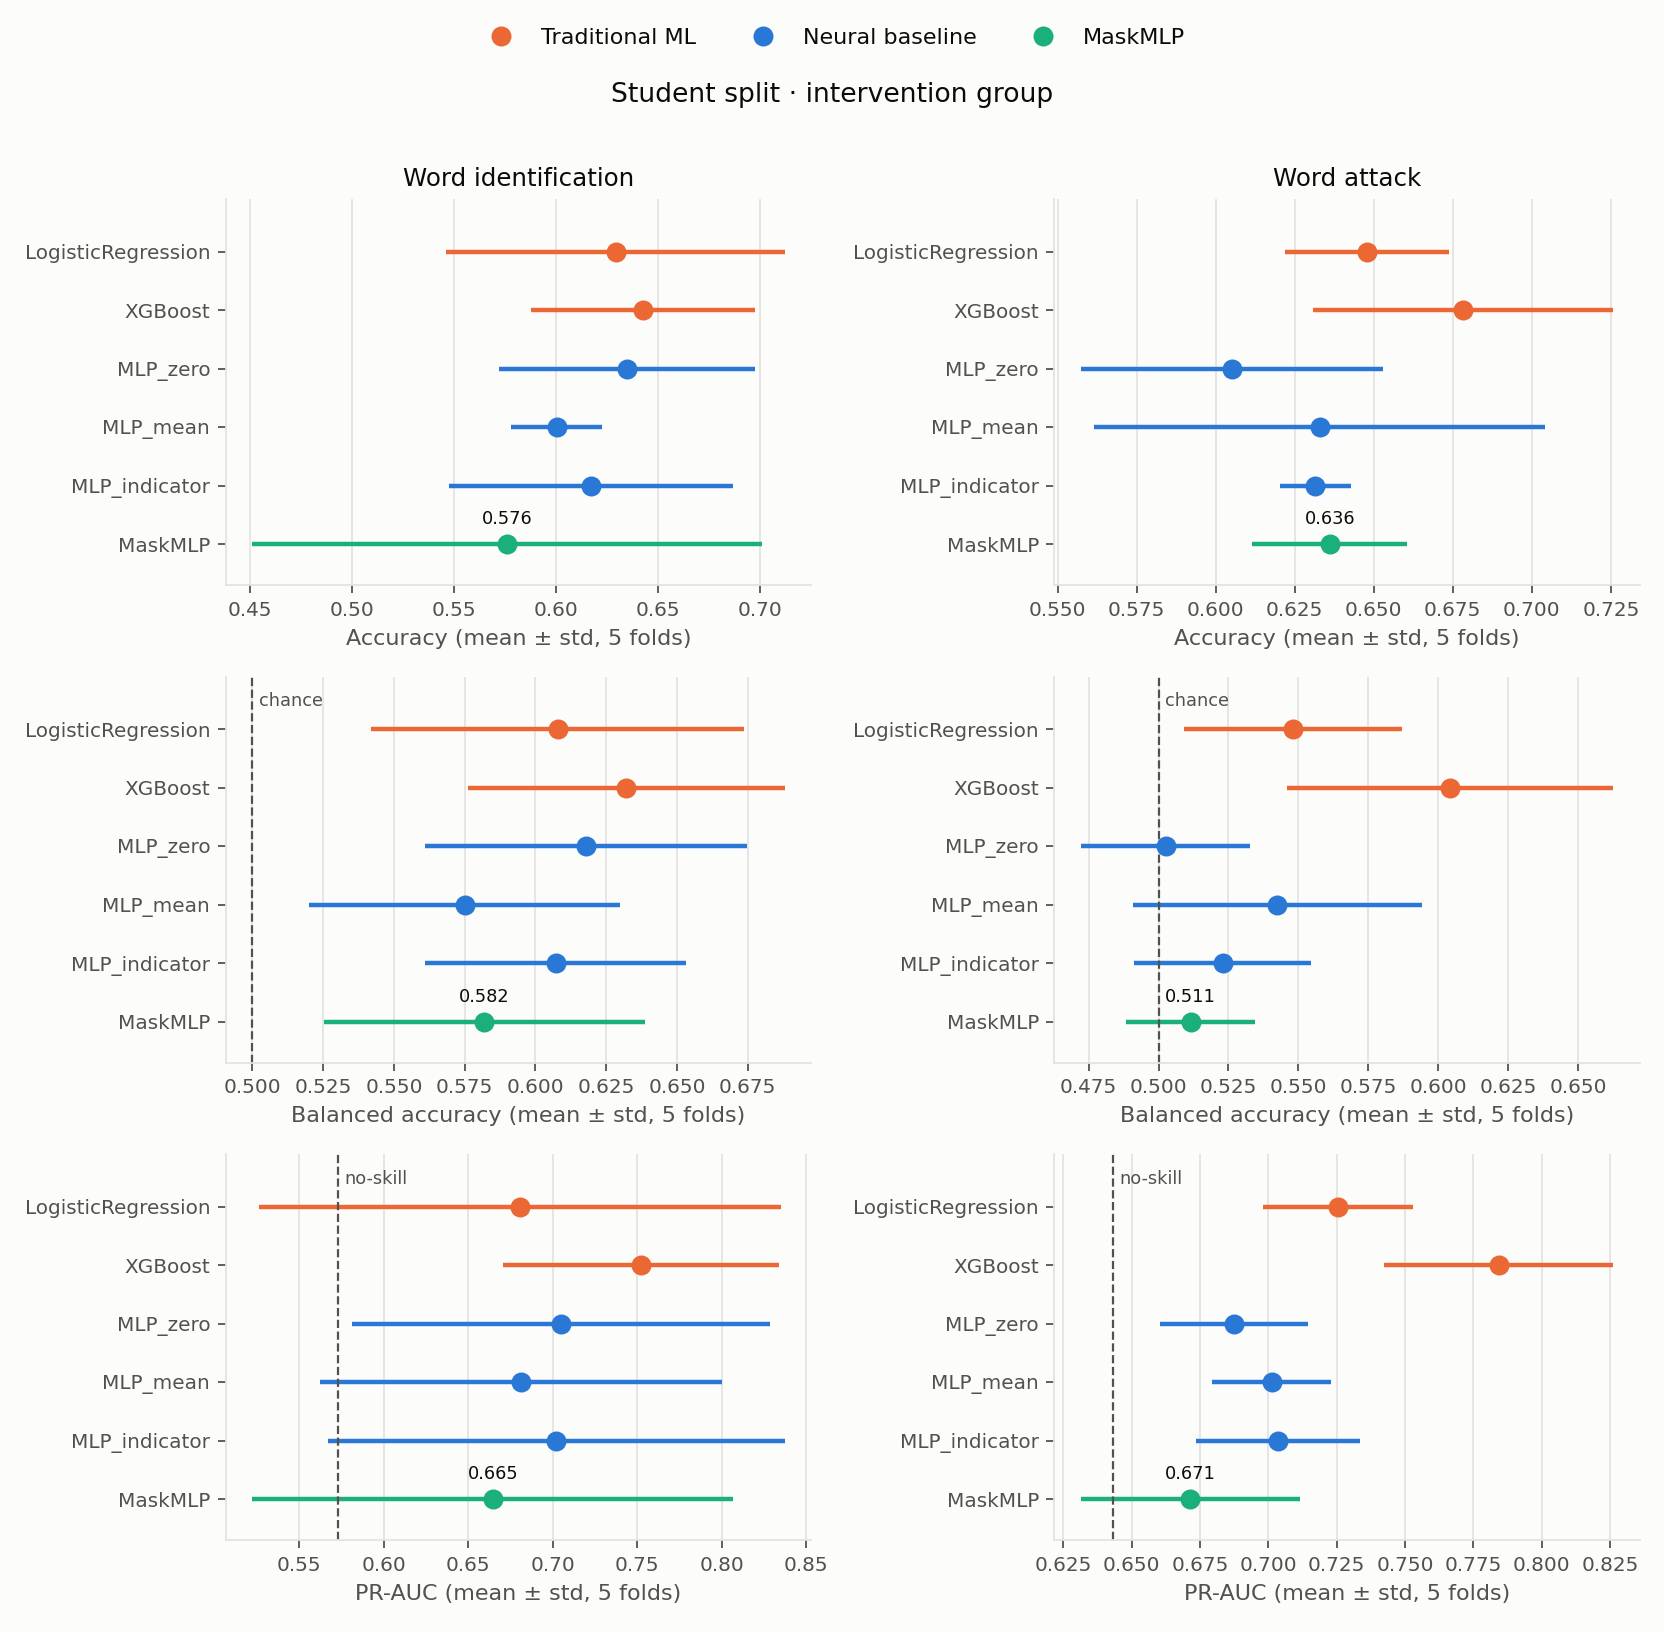 Traditional ML Neural baseline MaskMLP
Student split · intervention group
Word identification
LogisticRegression
XGBoost
MLP_zero
MLP_mean
MLP_indicator
0.576
MaskMLP
0.45 0.50 0.55 0.60 0.65 0.70
Accuracy (mean ± std, 5 folds)
Word attack
LogisticRegression
XGBoost
MLP_zero
MLP_mean
MLP_indicator
0.636
MaskMLP
0.550 0.575 0.600 0.625 0.650 0.675 0.700 0.725
Accuracy (mean ± std, 5 folds)
chance
LogisticRegression
XGBoost
MLP_zero
MLP_mean
MLP_indicator
0.582
MaskMLP
0.500 0.525 0.550 0.575 0.600 0.625 0.650 0.675
Balanced accuracy (mean ± std, 5 folds)
chance
LogisticRegression
XGBoost
MLP_zero
MLP_mean
MLP_indicator
0.511
MaskMLP
0.475 0.500 0.525 0.550 0.575 0.600 0.625 0.650
Balanced accuracy (mean ± std, 5 folds)
no-skill
LogisticRegression
XGBoost
MLP_zero
MLP_mean
MLP_indicator
0.665
MaskMLP
0.55 0.60 0.65 0.70 0.75 0.80 0.85
PR-AUC (mean ± std, 5 folds)
no-skill
LogisticRegression
XGBoost
MLP_zero
MLP_mean
MLP_indicator
0.671
MaskMLP
0.625 0.650 0.675 0.700 0.725 0.750 0.775 0.800 0.825
PR-AUC (mean ± std, 5 folds)